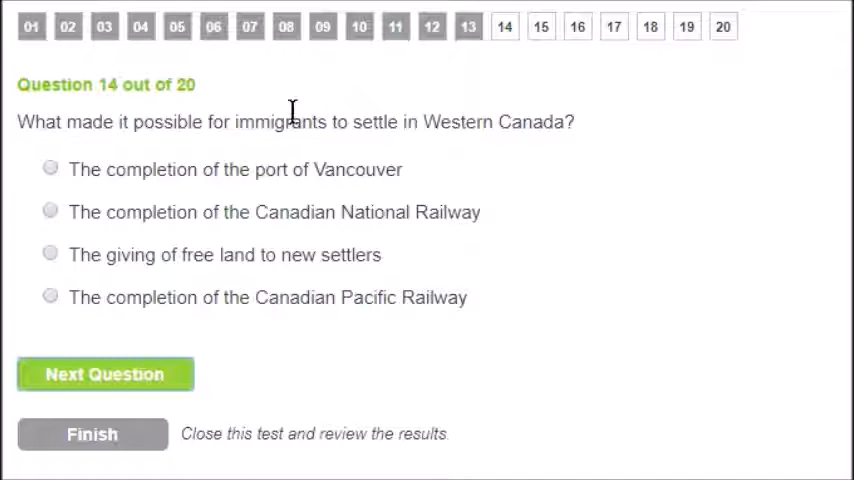 01 02 03 04 05 06 07 08 09 10 11 12 13 14 15 16 17 18 19 20
Question 14 out of 20
What made it possible for immigrants to settle in Western Canada?
The completion of the port of Vancouver
The completion of the Canadian National Railway
The giving of free land to new settlers
The completion of the Canadian Pacific Railway
Next Question
Finish Close this test and review the results.